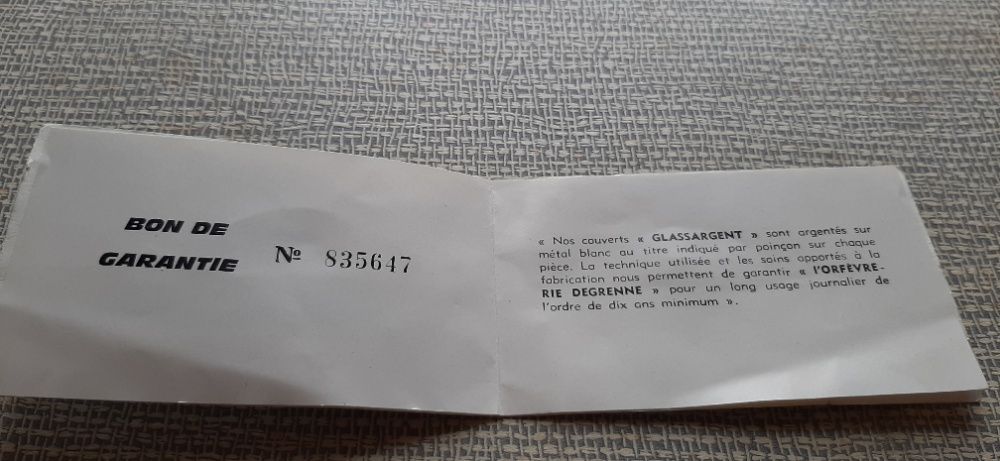 BON DE
GARANTIE
Nº 835647
« Nos couverts « GLASSARGENT » sont argentés sur
métal blanc au titre indiqué par poinçon sur chaque
pièce. La technique utilisée et les soins apportés à la
fabrication nous permettent de garantir « l'ORFÈVRE-
RIE DEGRENNE » pour un long usage journalier de
l'ordre de dix ans minimum ».